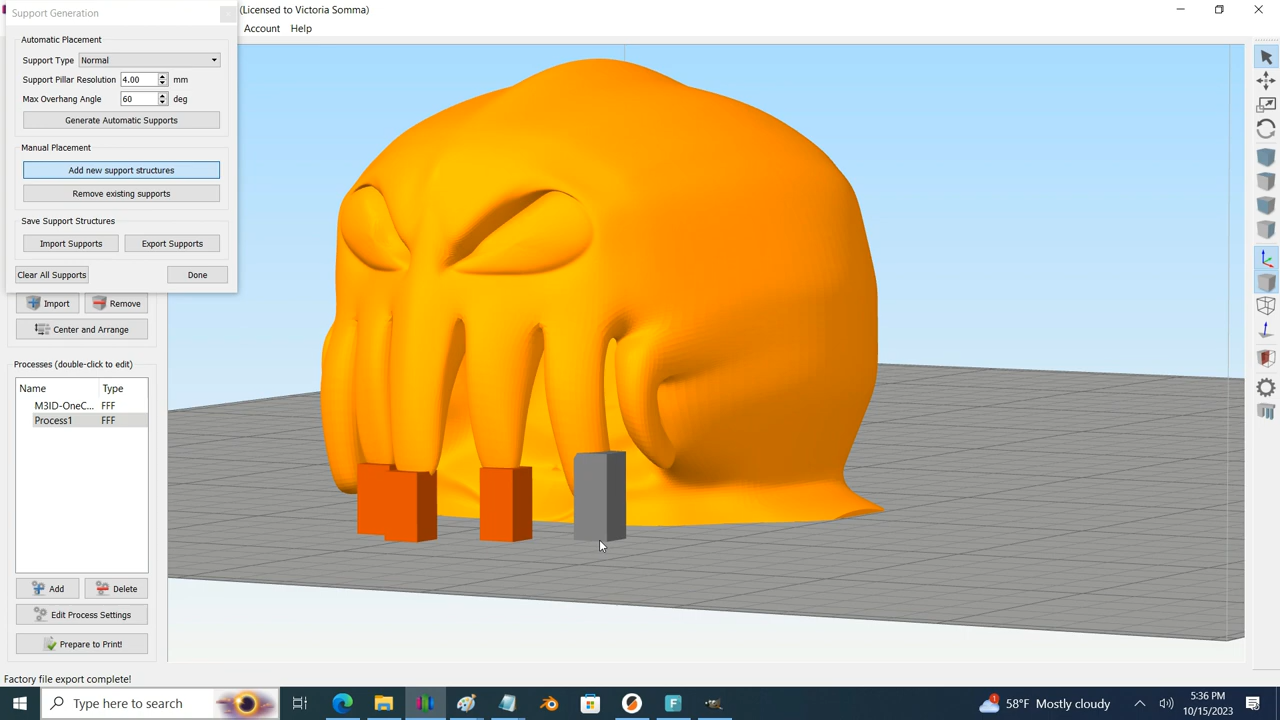 Support Generation
(Licensed to Victoria Somma)
Account Help
Automatic Placement
Support Type Normal
Support Pillar Resolution 4.00 mm
Max Overhang Angle 60 deg
Generate Automatic Supports
Manual Placement
Add new support structures
Remove existing supports
Save Support Structures
Import Supports Export Supports
Clear All Supports Done
Import Remove
Center and Arrange
Processes (double-click to edit)
Name Type
M3ID-OneC... FFF
Process1 FFF
Add Delete
Edit Process Settings
Prepare to Print!
Factory file export complete!
Type here to search
58°F Mostly cloudy
5:36 PM
10/15/2023